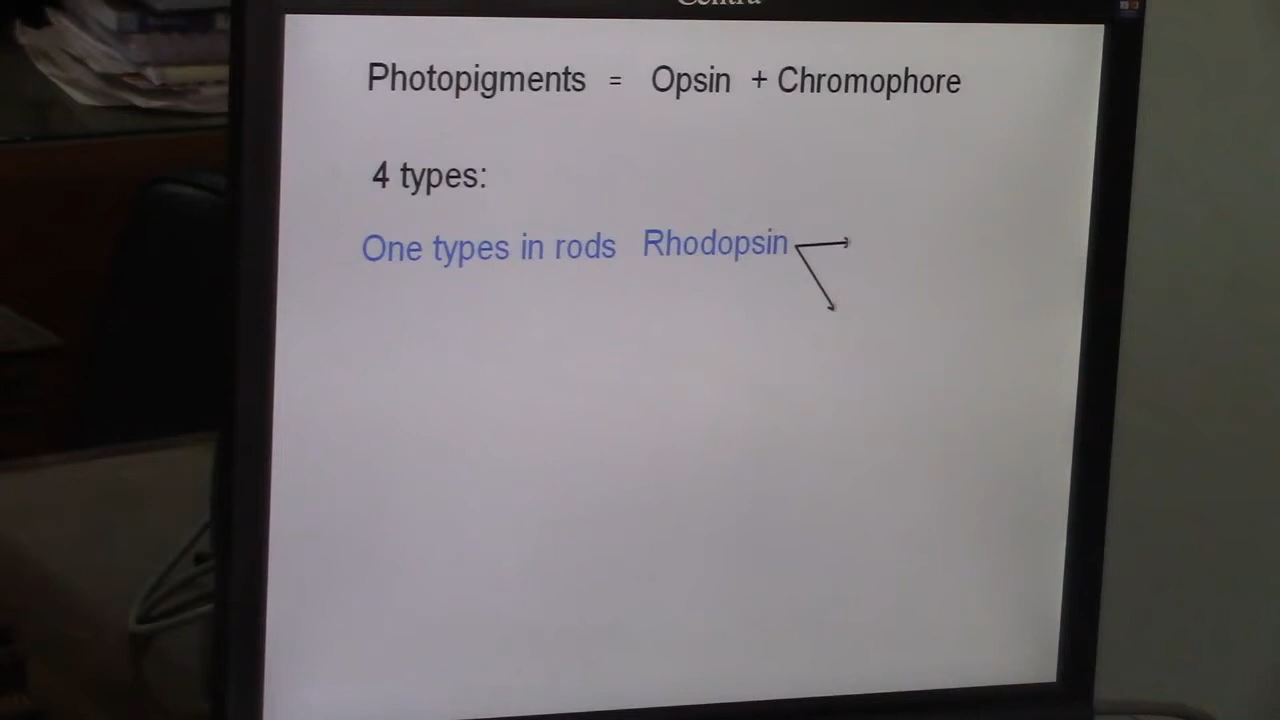 Photopigments = Opsin + Chromophore
4 types:
One types in rods Rhodopsin